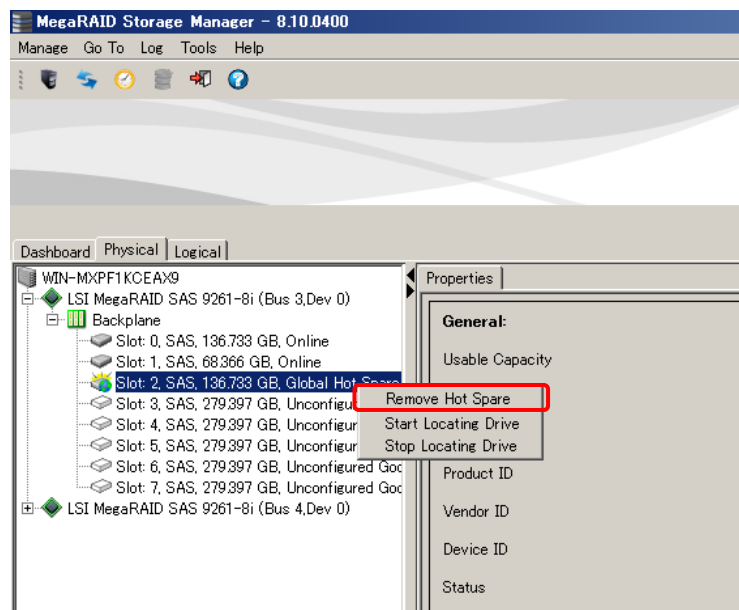 MegaRAID Storage Manager - 8.10.0400
Manage Go To Log Tools Help
Dashboard Physical Logical
WIN-MXPF1KCEAX9
LSI MegaRAID SAS 9261-8i (Bus 3,Dev 0)
Backplane
Slot: 0, SAS, 136.733 GB, Online
Slot: 1, SAS, 68.366 GB, Online
Slot: 2, SAS, 136.733 GB, Global Hot Spare
Slot: 3, SAS, 279.397 GB, Unconfigu
Slot: 4, SAS, 279.397 GB, Unconfigur
Slot: 5, SAS, 279.397 GB, Unconfigur
Slot: 6, SAS, 279.397 GB, Unconfigured Goo
Slot: 7, SAS, 279.397 GB, Unconfigured Goo
LSI MegaRAID SAS 9261-8i (Bus 4,Dev 0)
Remove Hot Spare
Start Locating Drive
Stop Locating Drive
Properties
General:
Usable Capacity
Product ID
Vendor ID
Device ID
Status